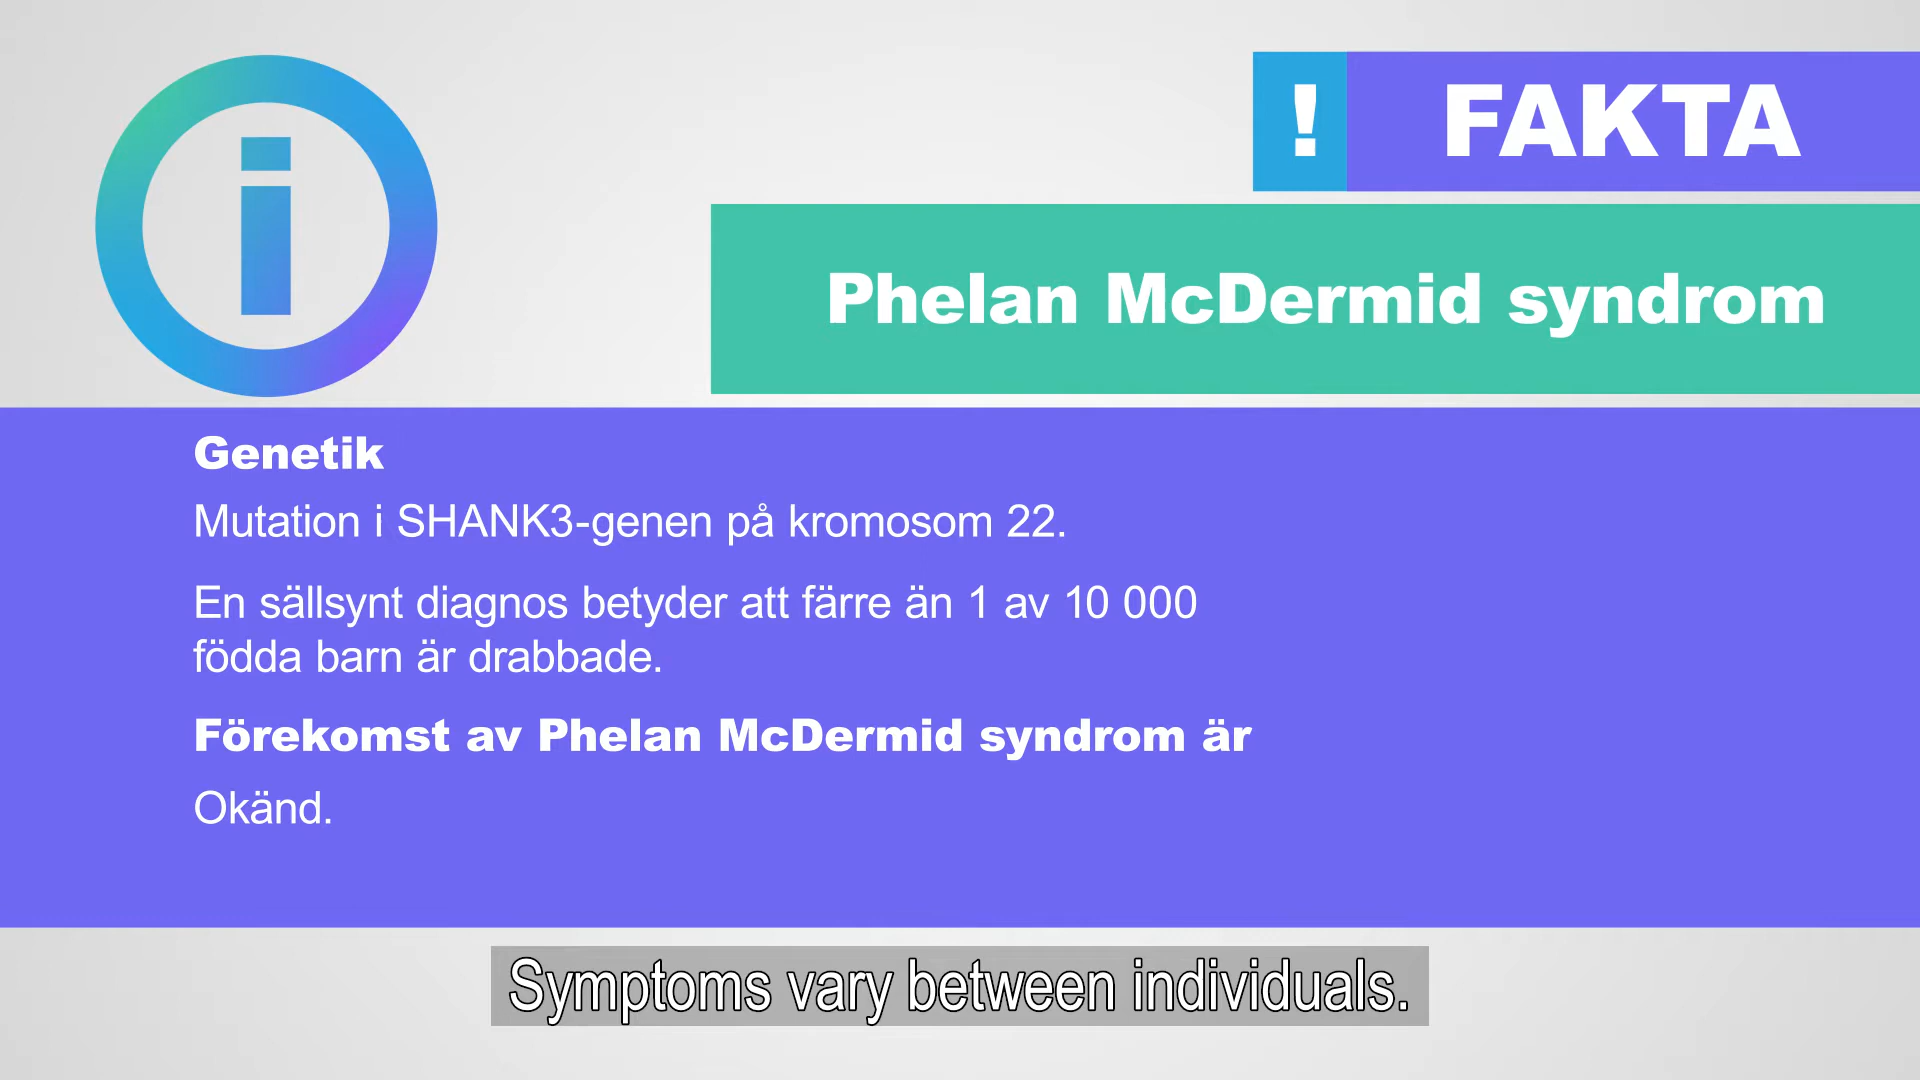 ! FAKTA
Phelan McDermid syndrom
Genetik
Mutation i SHANK3-genen på kromosom 22.
En sällsynt diagnos betyder att färre än 1 av 10 000
födda barn är drabbade.
Förekomst av Phelan McDermid syndrom är
Okänd.
Symptoms vary between individuals.